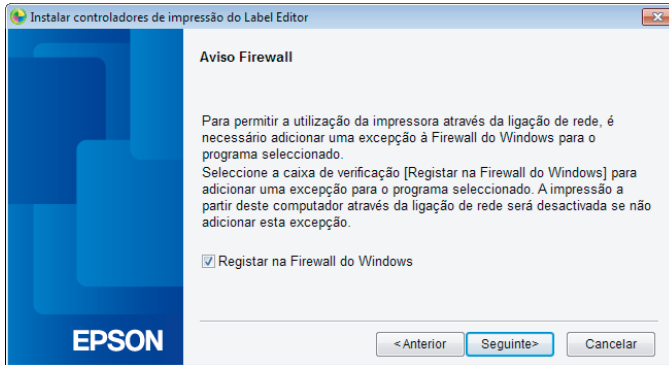 Instalar controladores de impressão do Label Editor
Aviso Firewall
Para permitir a utilização da impressora através da ligação de rede, é
necessário adicionar uma excepção à Firewall do Windows para o
programa seleccionado.
Seleccione a caixa de verificação [Registar na Firewall do Windows] para
adicionar uma excepção para o programa seleccionado. A impressão a
partir deste computador através da ligação de rede será desactivada se não
adicionar esta excepção.
Registar na Firewall do Windows
EPSON
<Anterior Seguinte> Cancelar